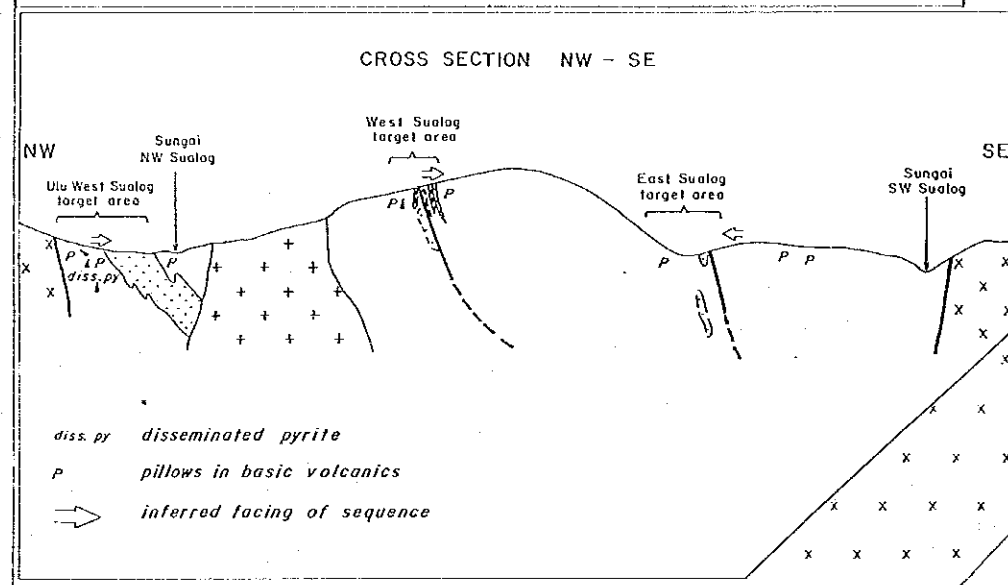 CROSS SECTION NW - SE
NW
SE
Ulu West Sualog
target area
Sungai
NW Sualog
West Sualog
target area
East Sualog
target area
Sungai
SW Sualog
x P P P + + P P P P P x
diss. py
diss. py disseminated pyrite
P pillows in basic volcanics
inferred facing of sequence